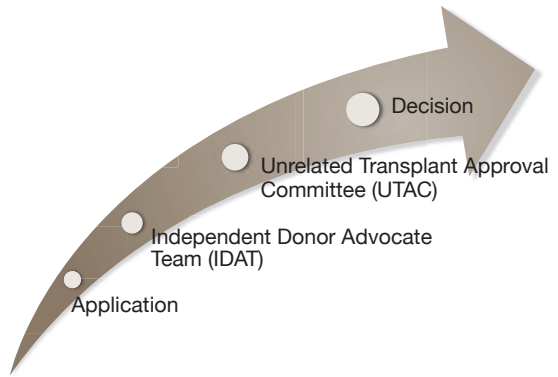 Decision
Unrelated Transplant Approval
Committee (UTAC)
Independent Donor Advocate
Team (IDAT)
Application